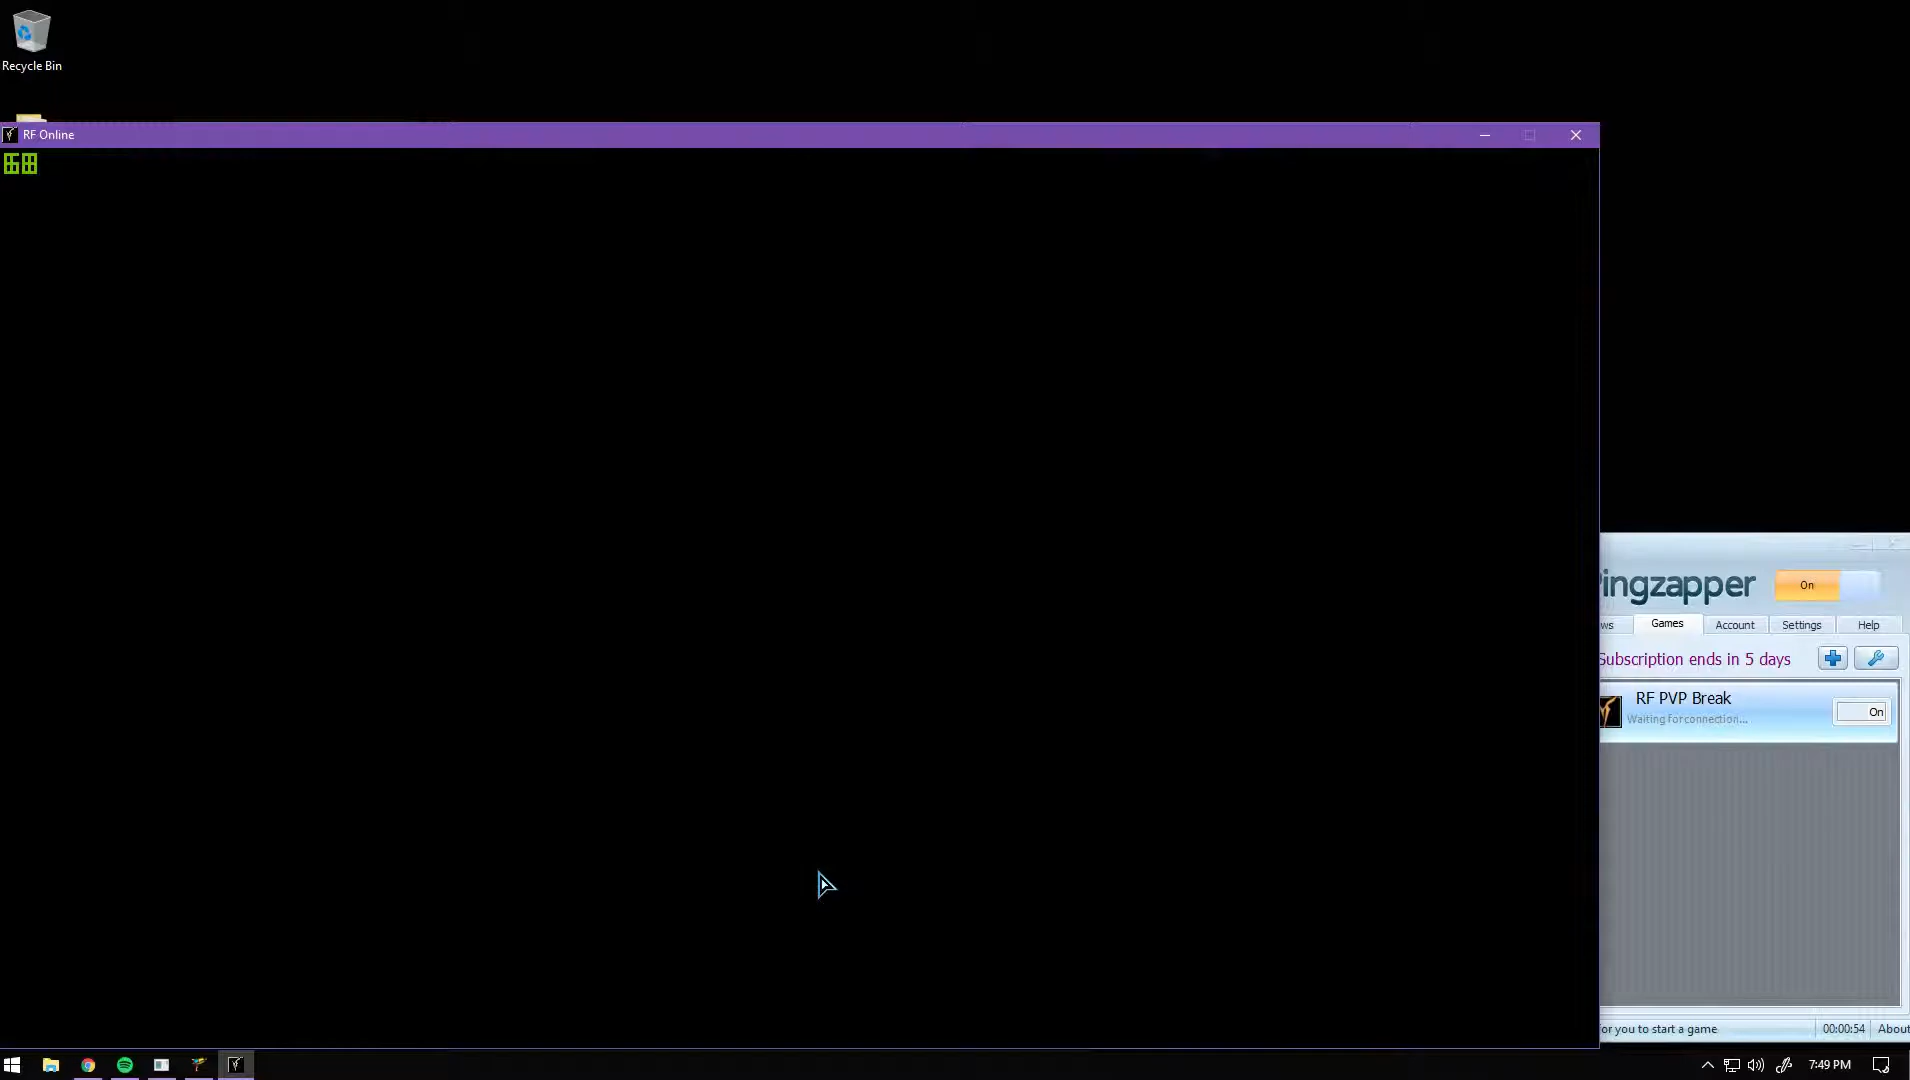 Recycle Bin
RF Online
60
ingzapper
On
ws
Games
Account
Settings
Help
Subscription ends in 5 days
RF PVP Break
Waiting for connection...
On
or you to start a game
00:00:54
About
7:49 PM